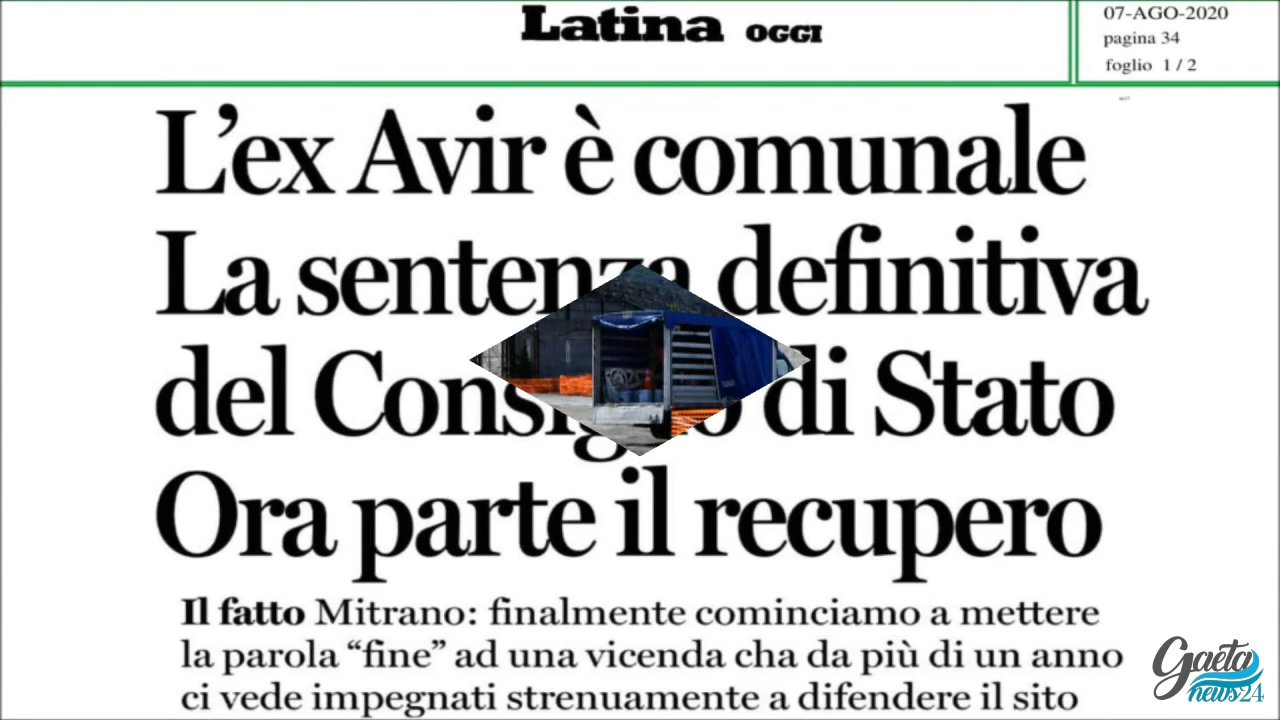 Latina OGGI
07-AGO-2020
pagina 34
foglio 1 / 2
L'ex Avir è comunale
La sentenza definitiva
del Consiglio di Stato
Ora parte il recupero
Il fatto Mitrano: finalmente cominciamo a mettere
la parola “fine” ad una vicenda cha da più di un anno
ci vede impegnati strenuamente a difendere il sito
Gaeta
news24